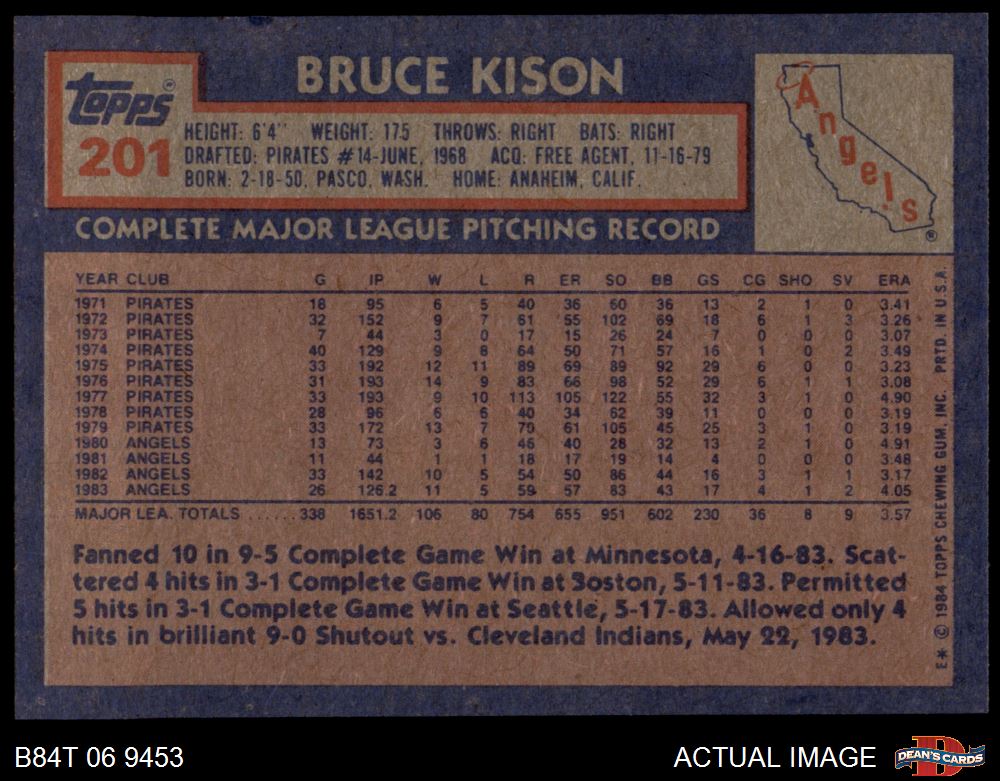 BRUCE KISON
Topps®
201
HEIGHT: 6'4" WEIGHT: 175 THROWS: RIGHT BATS: RIGHT
DRAFTED: PIRATES #14-JUNE, 1968 ACQ: FREE AGENT, 11-16-79
BORN: 2-18-50, PASCO, WASH. HOME: ANAHEIM, CALIF.
Angels
®
COMPLETE MAJOR LEAGUE PITCHING RECORD
YEAR CLUB G IP W L R ER SO BB GS CG SHO SV ERA
1971 PIRATES 18 95 6 5 40 36 60 36 13 2 1 0 3.41
1972 PIRATES 32 152 9 7 61 55 102 69 18 6 1 3 3.26
1973 PIRATES 7 44 3 0 17 15 26 24 7 0 0 0 3.07
1974 PIRATES 40 129 9 8 64 50 71 57 16 1 0 2 3.49
1975 PIRATES 33 192 12 11 89 69 89 92 29 6 0 0 3.23
1976 PIRATES 31 193 14 9 83 66 98 52 29 6 1 1 3.08
1977 PIRATES 33 193 9 10 113 105 122 55 32 3 1 0 4.90
1978 PIRATES 28 96 6 6 40 34 62 39 11 0 0 0 3.19
1979 PIRATES 33 172 13 7 79 61 105 45 25 3 1 0 3.19
1980 ANGELS 13 73 3 6 46 40 28 32 13 2 1 0 4.91
1981 ANGELS 11 44 1 1 18 17 19 14 4 0 0 1 3.48
1982 ANGELS 33 142 10 5 54 50 86 44 16 3 1 1 3.17
1983 ANGELS 26 126.2 11 5 59 57 83 43 17 4 1 2 4.05
MAJOR LEA. TOTALS ...... 338 1651.2 106 80 754 655 951 602 230 36 8 9 3.57
Fanned 10 in 9-5 Complete Game Win at Minnesota, 4-16-83. Scat-
tered 4 hits in 3-1 Complete Game Win at Boston, 5-11-83. Permitted
5 hits in 3-1 Complete Game Win at Seattle, 5-17-83. Allowed only 4
hits in brilliant 9-0 Shutout vs. Cleveland Indians, May 22, 1983.
E* © 1984 TOPPS CHEWING GUM, INC. PRTD. IN U.S.A.
B84T 06 9453
ACTUAL IMAGE
D
DEAN'S CARDS